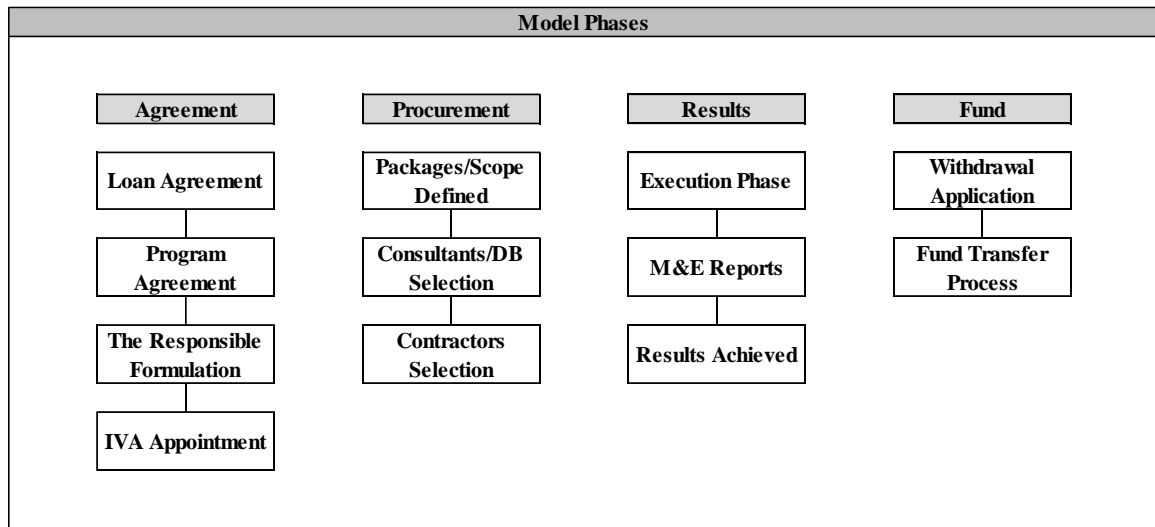 Model Phases
Agreement
Loan Agreement
Program
Agreement
The Responsible
Formulation
IVA Appointment
Procurement
Packages/Scope
Defined
Consultants/DB
Selection
Contractors
Selection
Results
Execution Phase
M&E Reports
Results Achieved
Fund
Withdrawal
Application
Fund Transfer
Process